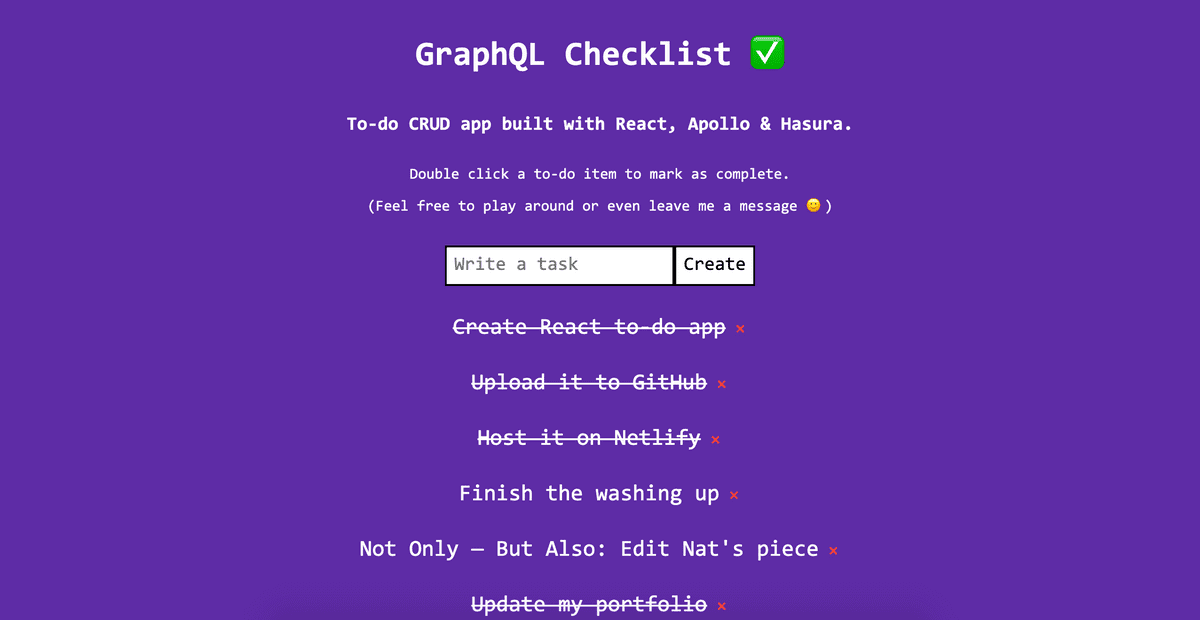 GraphQL Checklist ✅
To-do CRUD app built with React, Apollo & Hasura.
Double click a to-do item to mark as complete.
(Feel free to play around or even leave me a message 🙂 )
Write a task Create
Create React to-do app ×
Upload it to GitHub ×
Host it on Netlify ×
Finish the washing up ×
Not Only – But Also: Edit Nat's piece ×
Update my portfolio ×